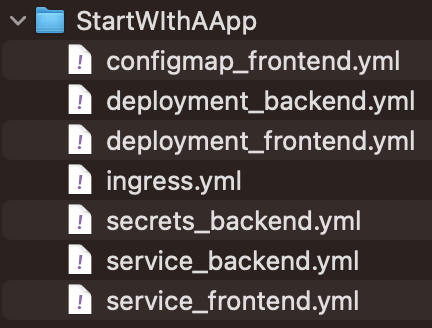 StartWIthAApp
configmap_frontend.yml
deployment_backend.yml
deployment_frontend.yml
ingress.yml
secrets_backend.yml
service_backend.yml
service_frontend.yml